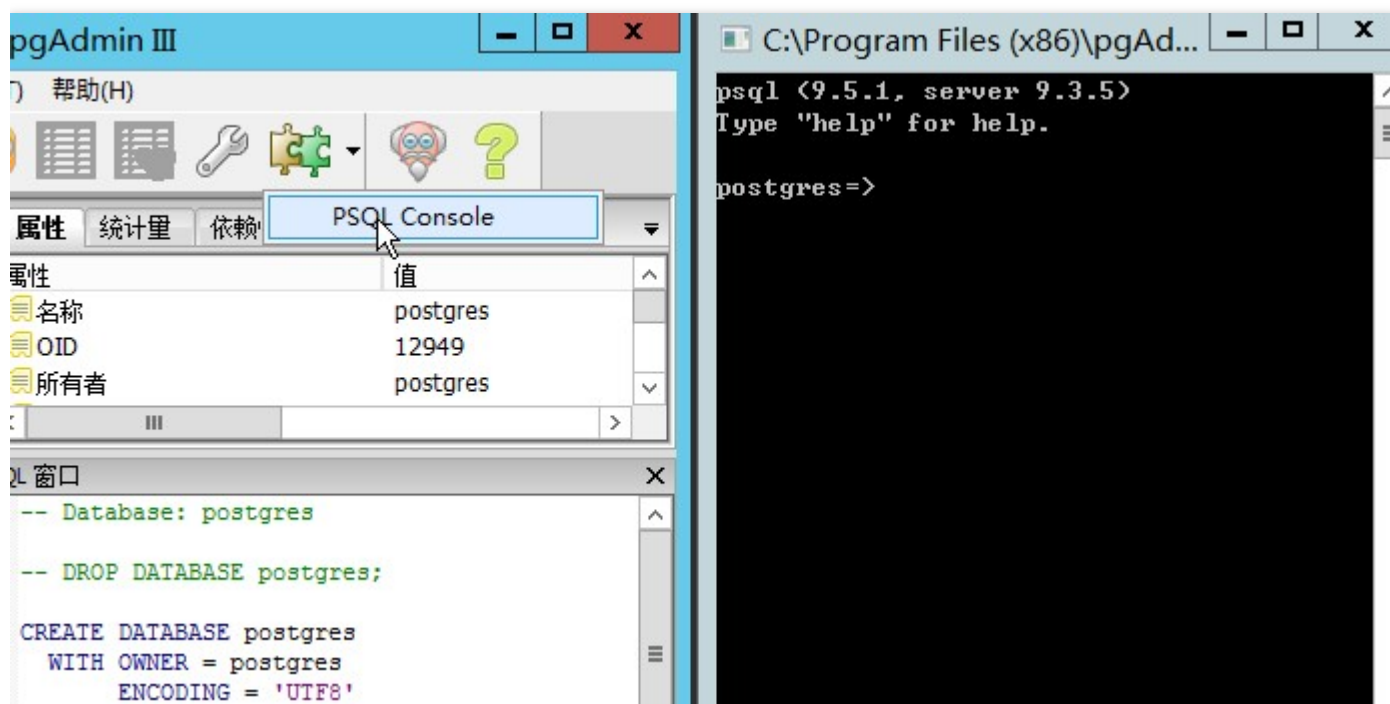 pgAdmin III
帮助(H)
PSQL Console
属性
统计量
属性
值
名称
postgres
OID
12949
所有者
postgres
窗口
-- Database: postgres
-- DROP DATABASE postgres;
CREATE DATABASE postgres
WITH OWNER = postgres
ENCODING = 'UTF8'
C:\Program Files (x86)\pgAd...
psql (9.5.1, server 9.3.5)
Type "help" for help.
postgres=>